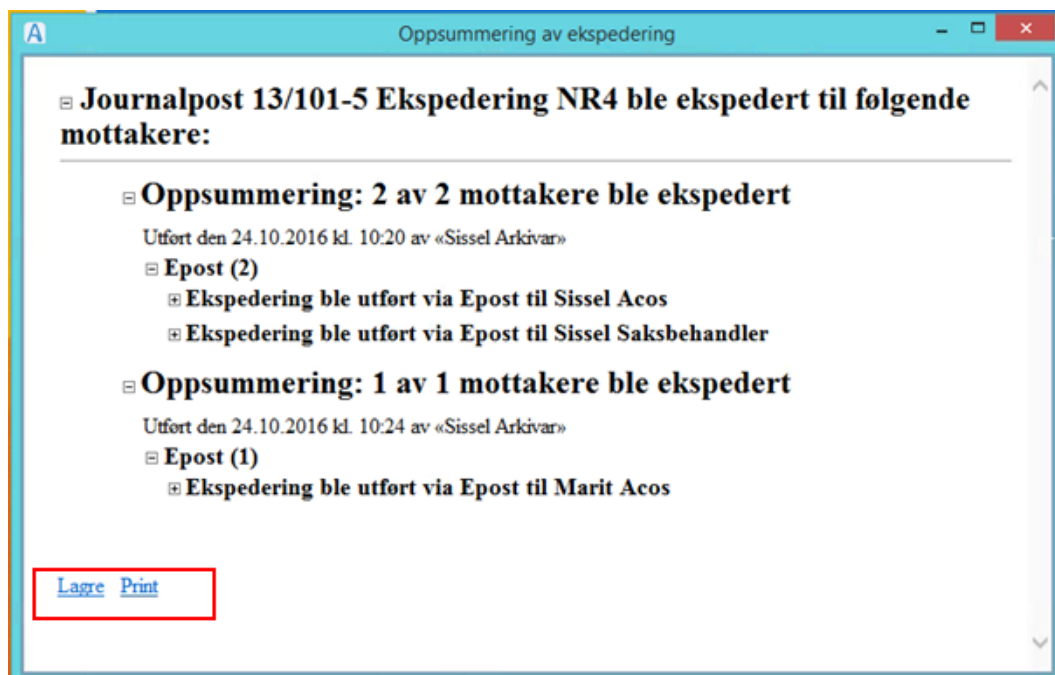 A
Oppsummering av ekspedering
Journalpost 13/101-5 Ekspedering NR4 ble ekspedert til følgende
mottakere:
Oppsummering: 2 av 2 mottakere ble ekspedert
Utført den 24.10.2016 kl. 10:20 av «Sissel Arkivar»
Epost (2)
Ekspedering ble utført via Epost til Sissel Acos
Ekspedering ble utført via Epost til Sissel Saksbehandler
Oppsummering: 1 av 1 mottakere ble ekspedert
Utført den 24.10.2016 kl. 10:24 av «Sissel Arkivar»
Epost (1)
Ekspedering ble utført via Epost til Marit Acos
Lagre Print